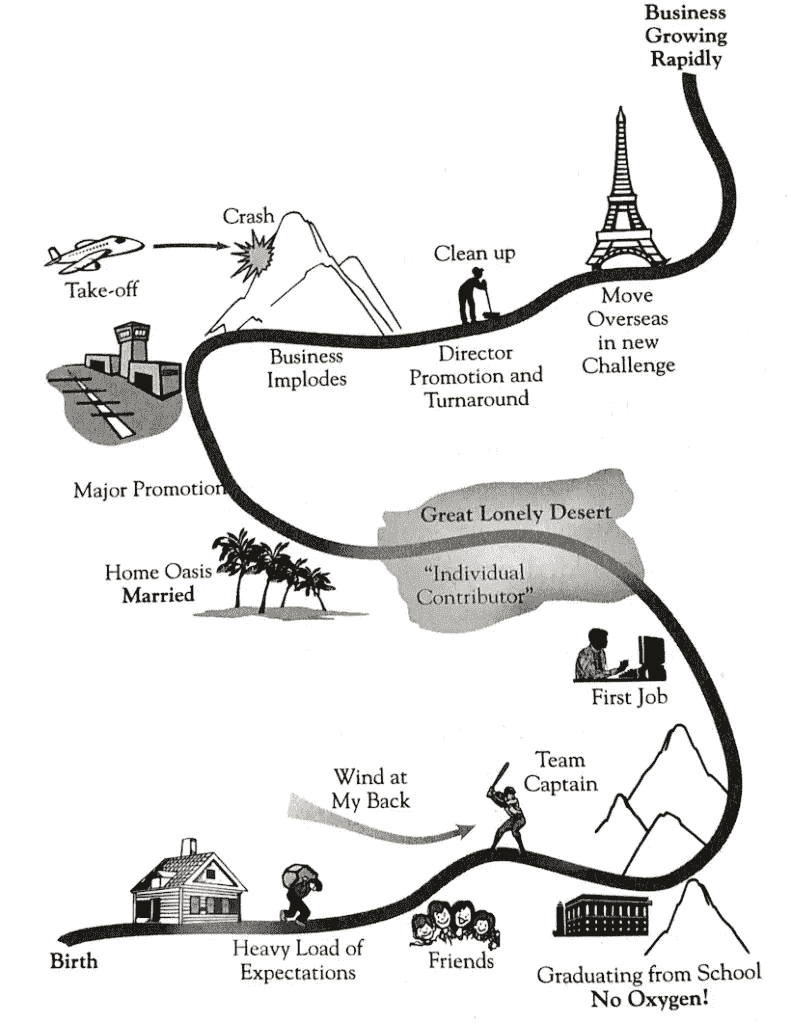 Business
Growing
Rapidly
Crash
Take-off
Clean up
Move
Overseas
in new
Challenge
Business
Implodes
Director
Promotion and
Turnaround
Major Promotion
Great Lonely Desert
"Individual
Contributor"
Home Oasis
Married
First Job
Team
Captain
Wind at
My Back
Birth
Heavy Load of
Expectations
Friends
Graduating from School
No Oxygen!